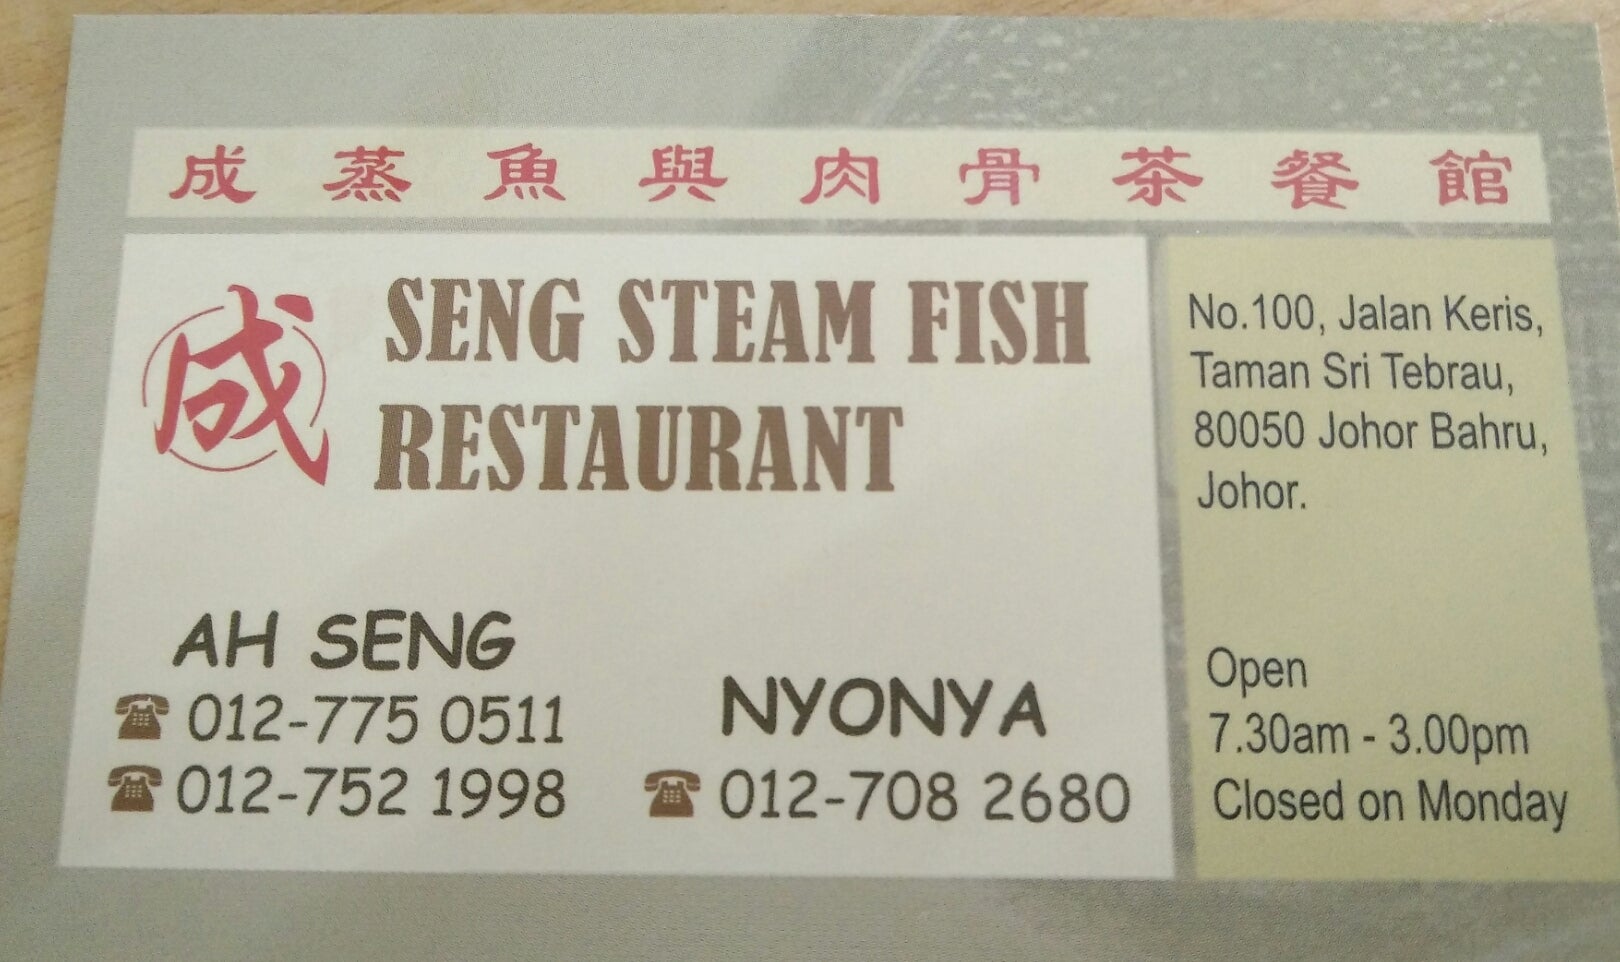 成蒸魚與肉骨茶餐館
成
SENG STEAM FISH
RESTAURANT
AH SENG
012-775 0511
012-752 1998
NYONYA
012-708 2680
No.100, Jalan Keris,
Taman Sri Tebrau,
80050 Johor Bahru,
Johor.
Open
7.30am - 3.00pm
Closed on Monday